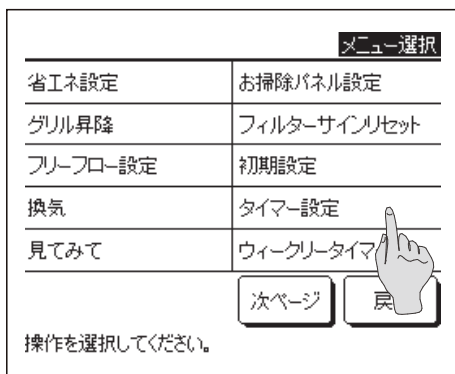 メニュー選択
省エネ設定 お掃除パネル設定
グリル昇降 フィルターサインリセット
フリーフロー設定 初期設定
換気 タイマー設定
見てみて ウィークリータイマ
次ページ 戻
操作を選択してください。